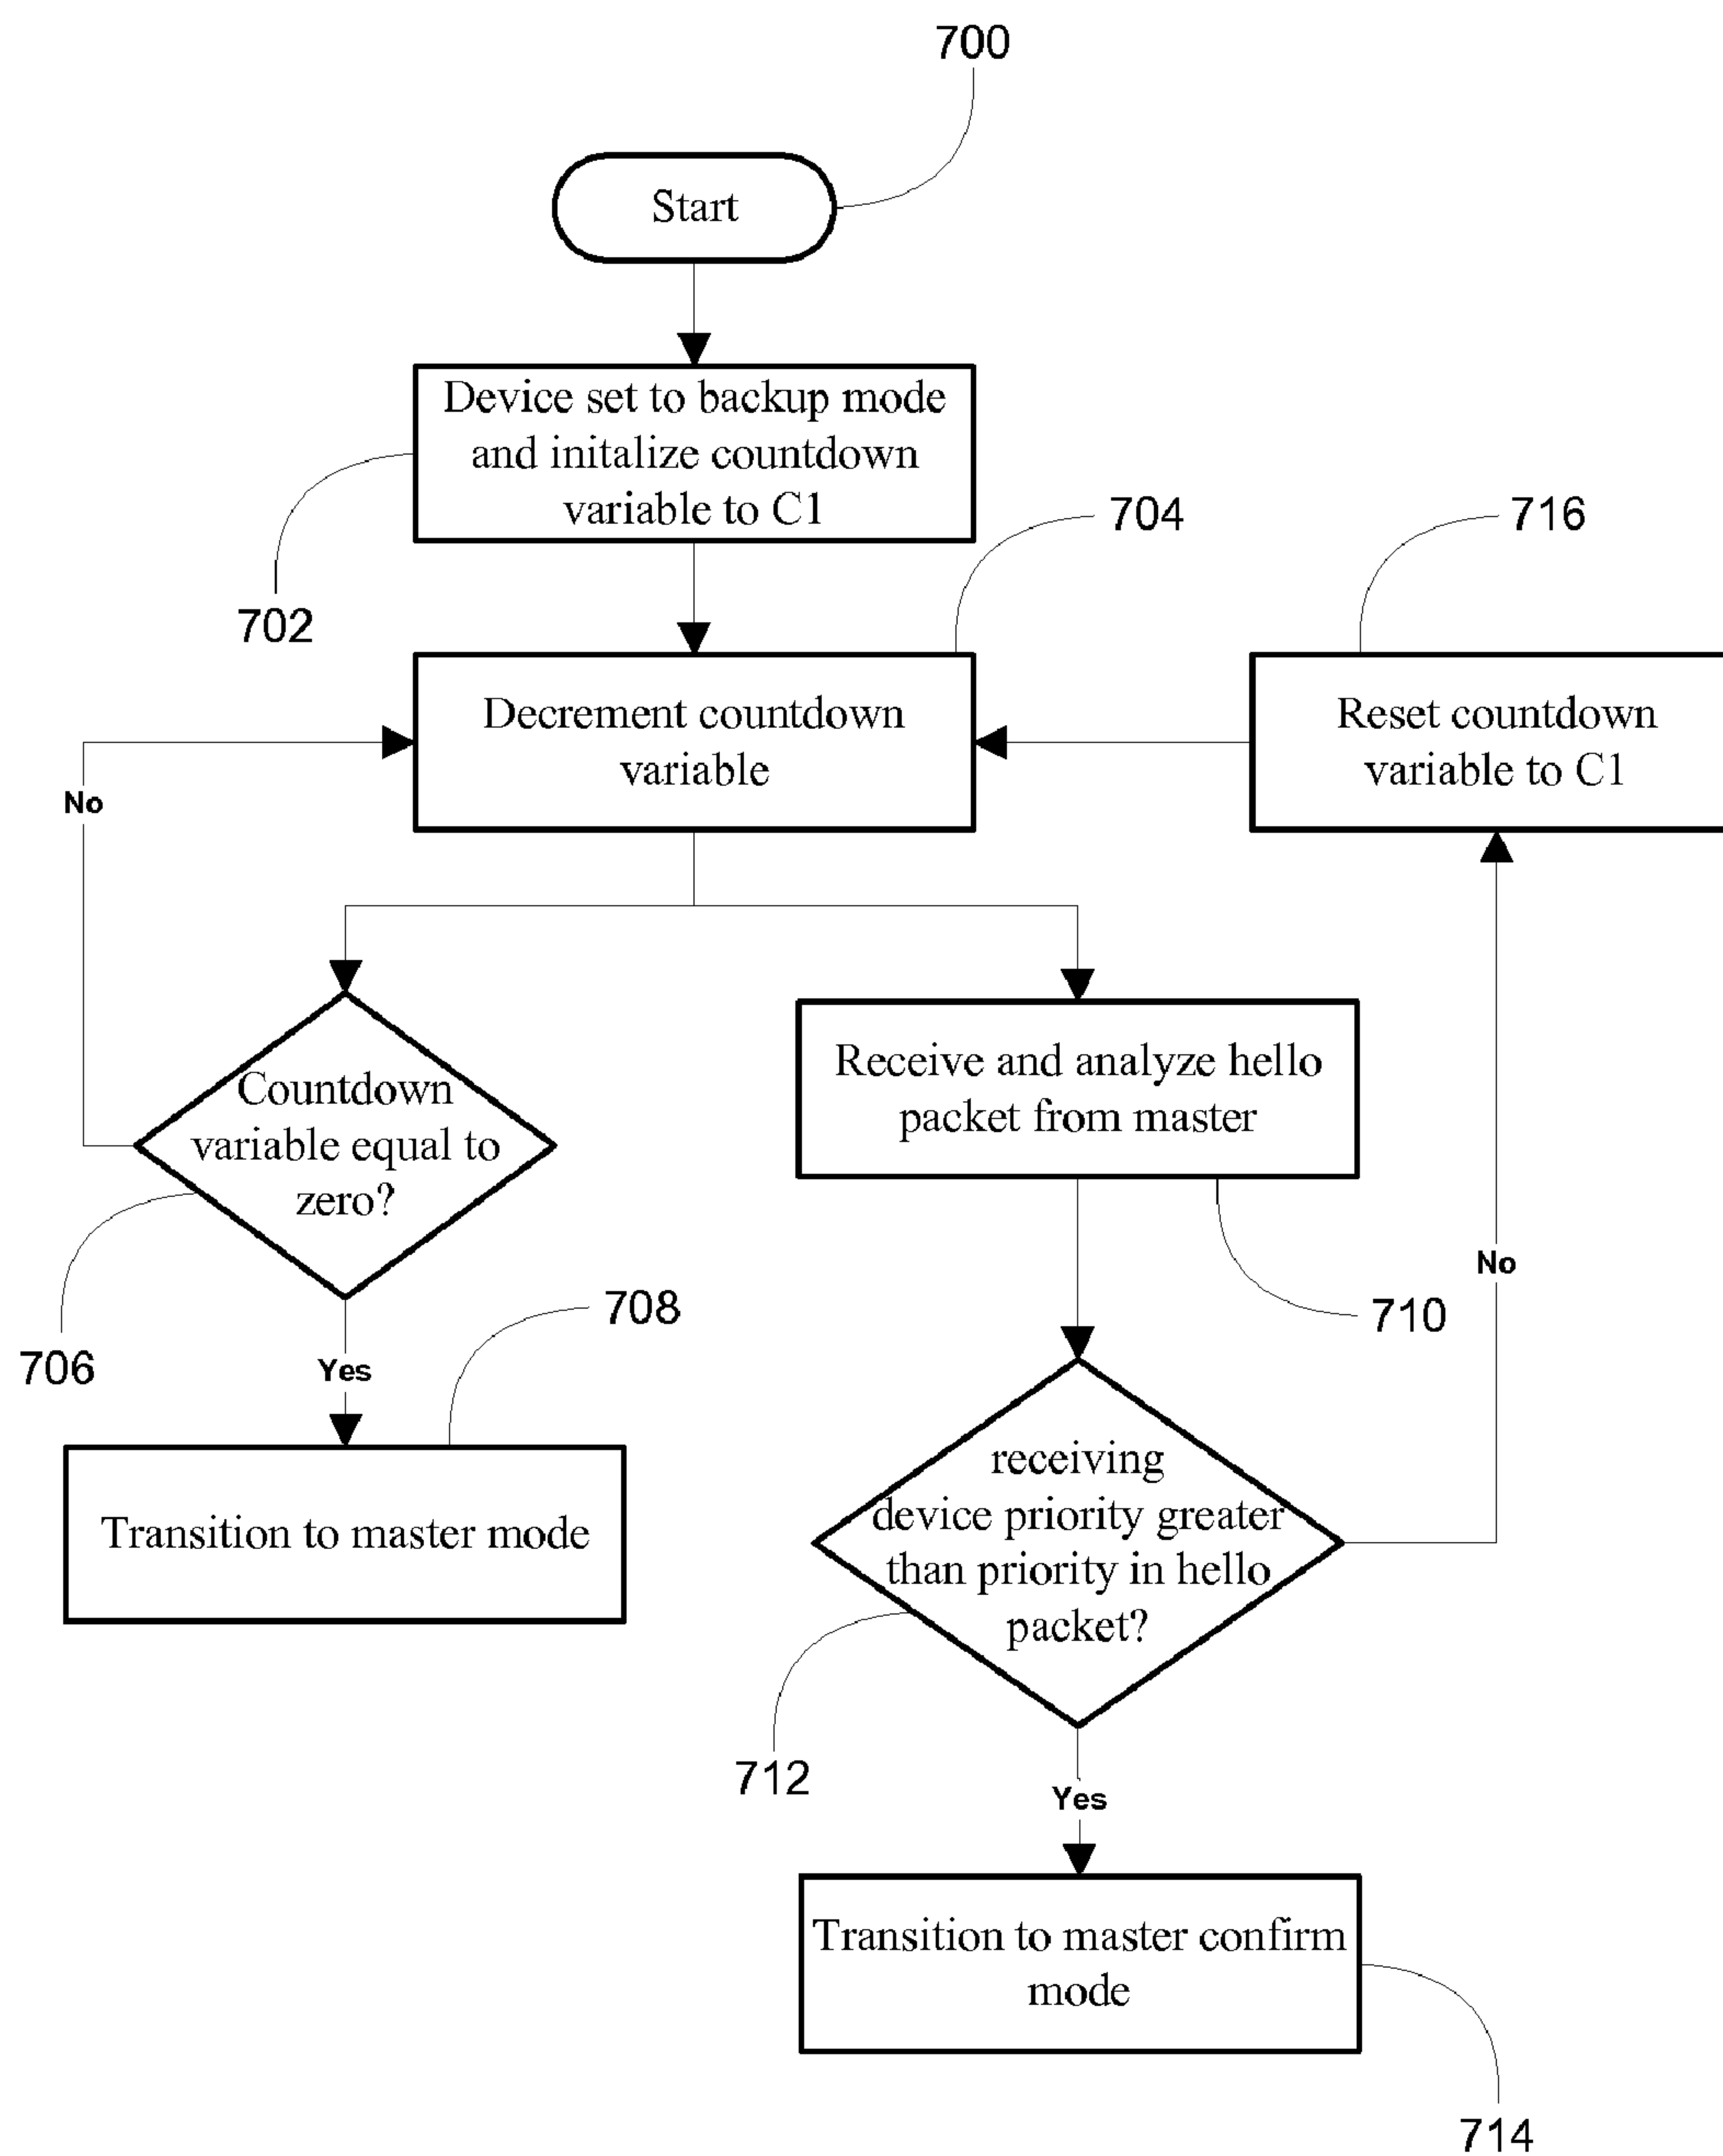 700
Start
Device set to backup mode
and initalize countdown
variable to C1
702
704
716
Decrement countdown
variable
Reset countdown
variable to C1
No
Countdown
variable equal to
zero?
Receive and analyze hello
packet from master
No
706
708
710
Yes
Transition to master mode
receiving
device priority greater
than priority in hello
packet?
712
Yes
Transition to master confirm
mode
714